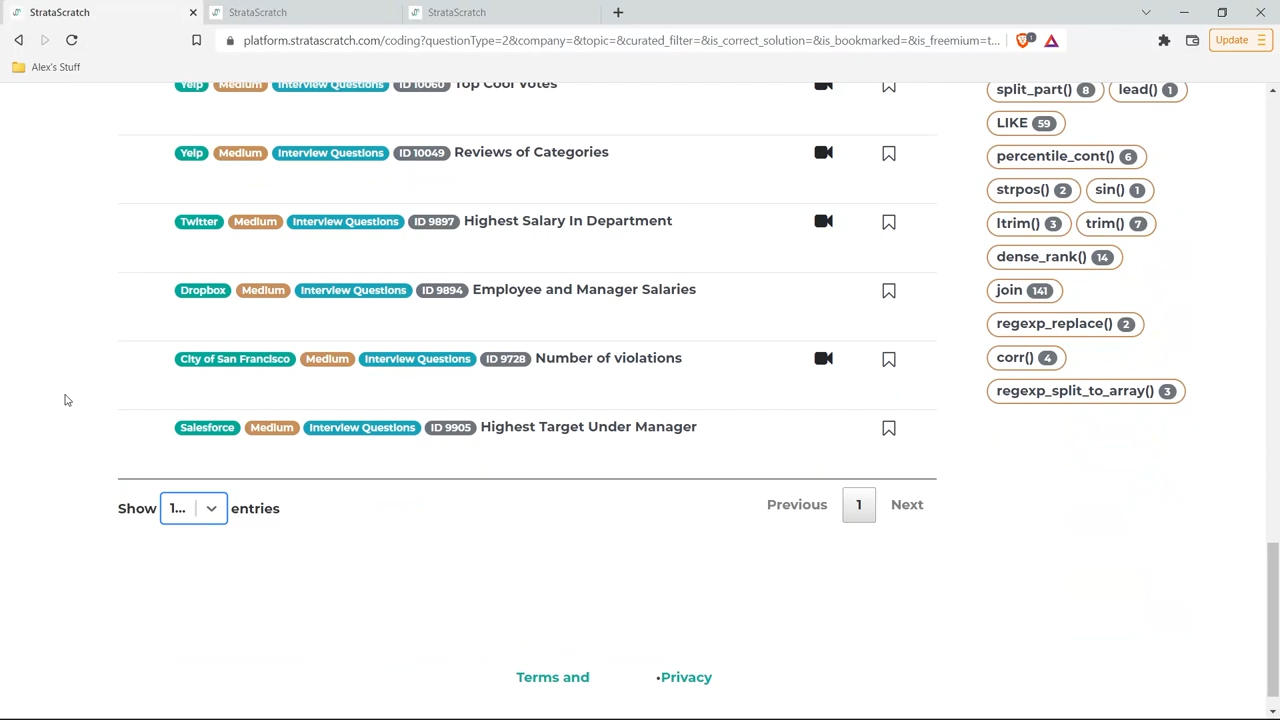 StrataScratch
StrataScratch
StrataScratch
platform.stratascratch.com/coding?questionType=2&company=&topic=&curated_filter=&is_correct_solution=&is_bookmarked=&is_freemium=t...
1
Update
Alex's Stuff
Yelp Medium Interview Questions ID 10060 Top Cool Votes
Yelp Medium Interview Questions ID 10049 Reviews of Categories
Twitter Medium Interview Questions ID 9897 Highest Salary In Department
Dropbox Medium Interview Questions ID 9894 Employee and Manager Salaries
City of San Francisco Medium Interview Questions ID 9728 Number of violations
Salesforce Medium Interview Questions ID 9905 Highest Target Under Manager
Show 1... entries
Previous 1 Next
split_part() 8 lead() 1
LIKE 59
percentile_cont() 6
strpos() 2 sin() 1
ltrim() 3 trim() 7
dense_rank() 14
join 141
regexp_replace() 2
corr() 4
regexp_split_to_array() 3
Terms and •Privacy